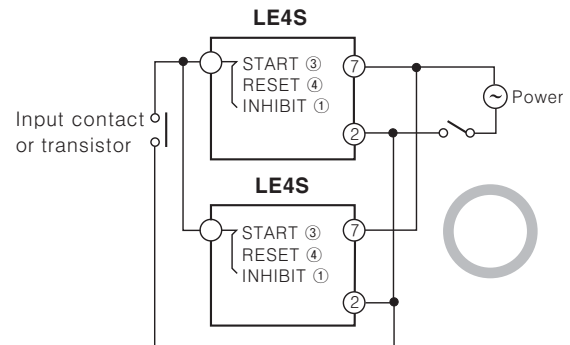 LE4S
START ③
RESET ④
INHIBIT ①
7
2
Power
Input contact
or transistor
LE4S
START ③
RESET ④
INHIBIT ①
7
2